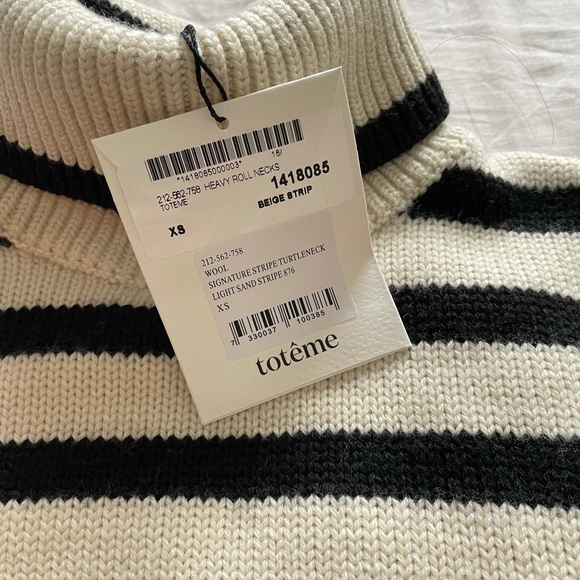 *1418085000003* 16/
212-562-758 HEAVY ROLL NECKS
TOTEME
1418085
XS
BEIGE STRIP
212-562-758
WOOL
SIGNATURE STRIPE TURTLENECK
LIGHT SAND STRIPE 876
XS
7 330037 100385
totême